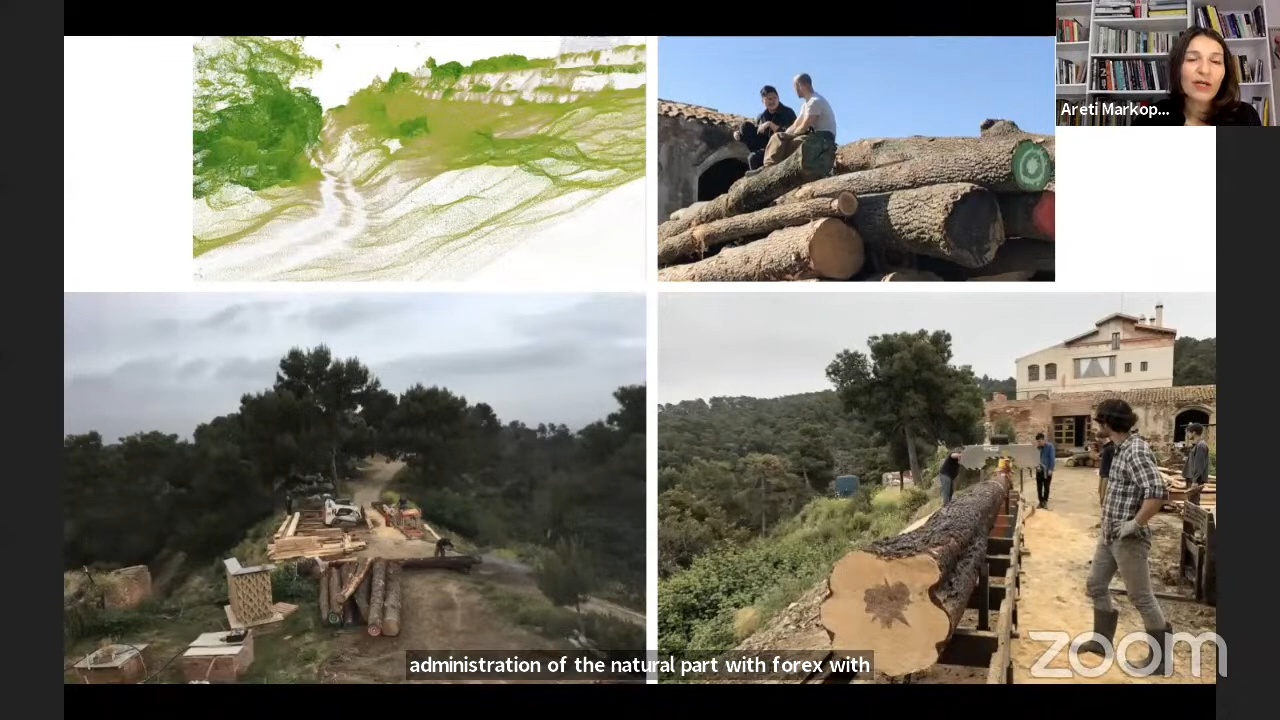 Areti Markop...
administration of the natural part with forex with
zoom